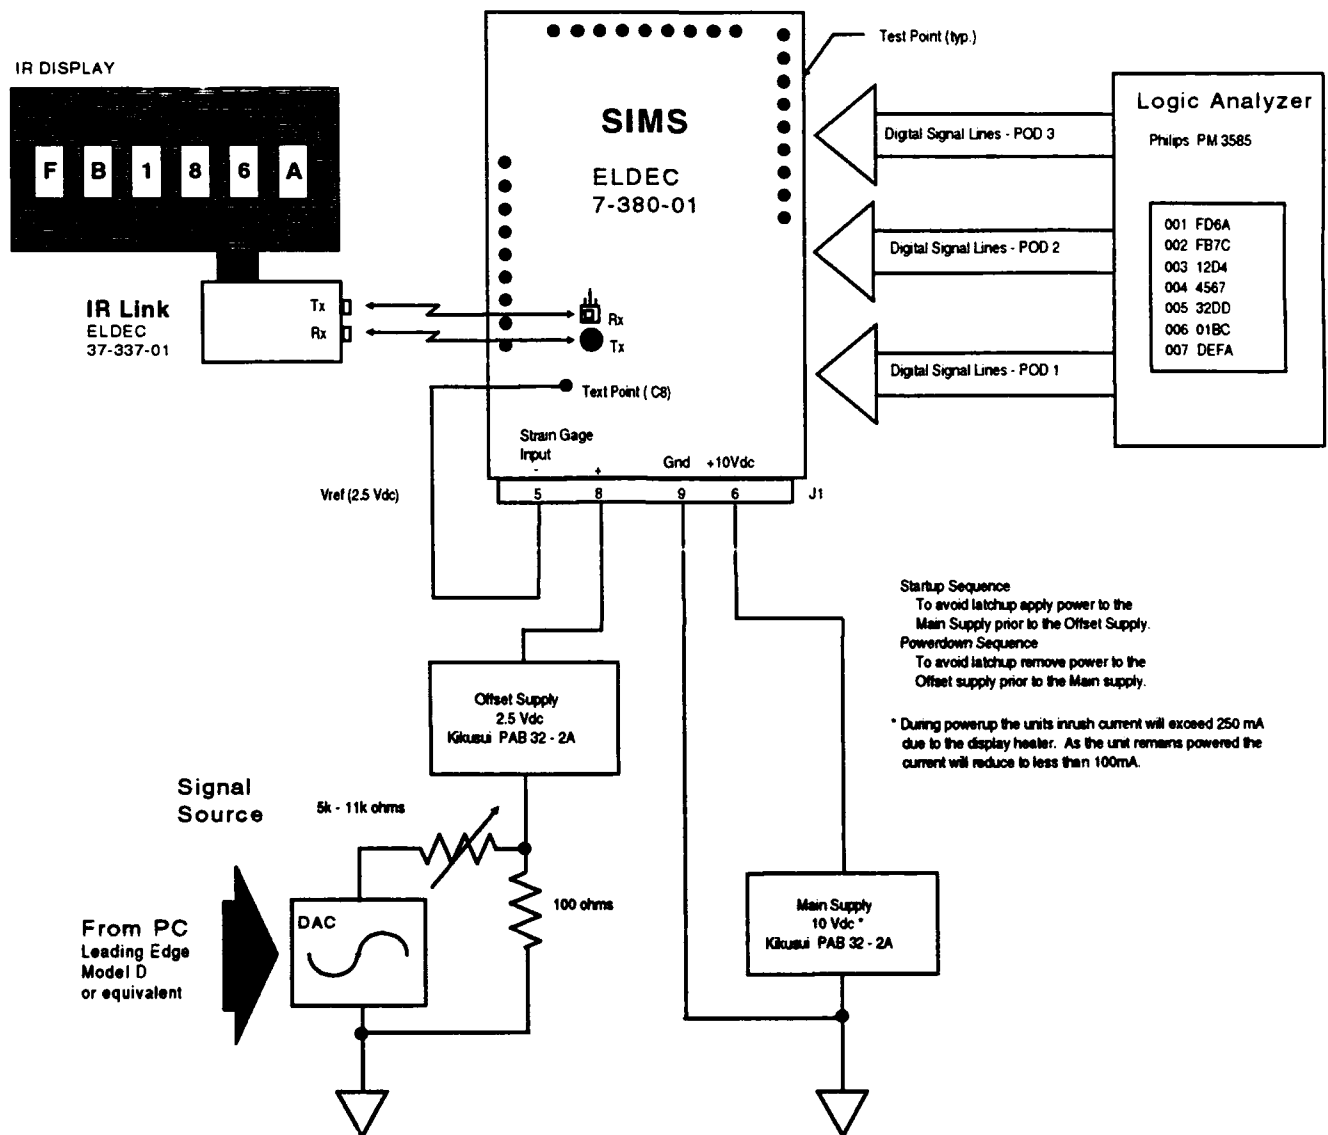 IR DISPLAY
F B 1 8 6 A
IR Link
ELDEC
37-337-01
Tx
Rx
SIMS
ELDEC
7-380-01
Rx
Tx
Text Point ( C8)
Strain Gage
Input
- +
Gnd +10Vdc
5 8 9 6
J1
Vref (2.5 Vdc)
Test Point (typ.)
Digital Signal Lines - POD 3
Digital Signal Lines - POD 2
Digital Signal Lines - POD 1
Logic Analyzer
Philips PM 3585
001 FD6A
002 FB7C
003 12D4
004 4567
005 32DD
006 01BC
007 DEFA
Startup Sequence
To avoid latchup apply power to the
Main Supply prior to the Offset Supply.
Powerdown Sequence
To avoid latchup remove power to the
Offset supply prior to the Main supply.
* During powerup the units inrush current will exceed 250 mA
due to the display heater. As the unit remains powered the
current will reduce to less than 100mA.
Offset Supply
2.5 Vdc
Kikusui PAB 32 - 2A
Signal
Source
5k - 11k ohms
100 ohms
DAC
From PC
Leading Edge
Model D
or equivalent
Main Supply
10 Vdc *
Kikusui PAB 32 - 2A